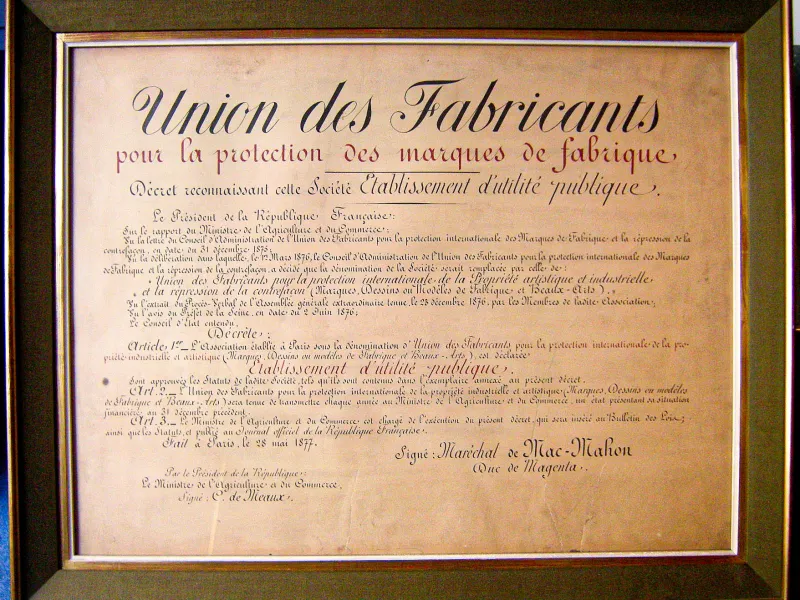 Union des Fabricants
pour la protection des marques de fabrique,
Décret reconnaissant cette Société Etablissement d'utilité publique.
Le Président de la République Française:
Sur le rapport du Ministre de l'Agriculture et du Commerce;
Vu la lettre du Conseil d'Administration de l'Union des Fabricants pour la protection internationale des Marques de Fabrique et la répression de la
contrefaçon, en date du 31 décembre 1875;
Vu la délibération dans laquelle, le 12 Mars 1876, le Conseil d'Administration de l'Union des Fabricants pour la protection internationale des Marques
de Fabrique et la répression de la contrefaçon, a décidé que la dénomination de la Société serait remplacée par celle de:
"Union des Fabricants pour la protection internationale de la Propriété artistique et industrielle
et la répression de la contrefaçon (Marques, Dessins ou Modèles de Fabrique et Beaux-Arts)."
Vu l'extrait du Procès-Verbal de l'Assemblée générale extraordinaire tenue, le 23 décembre 1876, par les Membres de ladite Association;
Vu l'avis du Préfet de la Seine, en date du 2 Juin 1876;
Le Conseil d'Etat entendu,
Décrète:
Article 1er_ L'Association établie à Paris sous la dénomination d'Union des Fabricants pour la protection internationale de la pro-
priété industrielle et artistique (Marques, Dessins ou modèles de Fabrique et Beaux-Arts), est déclarée
Etablissement d'utilité publique.
Sont approuvés les Statuts de ladite Société, tels qu'ils sont contenus dans l'exemplaire annexé au présent décret.
Art. 2._ L'Union des Fabricants pour la protection internationale de la propriété industrielle et artistique (Marques, Dessins ou modèles
de Fabrique et Beaux-Arts) sera tenue de transmettre chaque année au Ministre de l'Agriculture et du Commerce, un état présentant sa situation
financière au 31 décembre précédent.
Art. 3._ Le Ministre de l'Agriculture et du Commerce est chargé de l'exécution du présent décret, qui sera inséré au Bulletin des Lois,
ainsi que les Statuts, et publié au Journal officiel de la République Française.
Fait à Paris, le 28 mai 1877.
Signé: Maréchal de Mac-Mahon
Duc de Magenta.
Par le Président de la République:
Le Ministre de l'Agriculture et du Commerce,
Signé: Cte de Meaux.